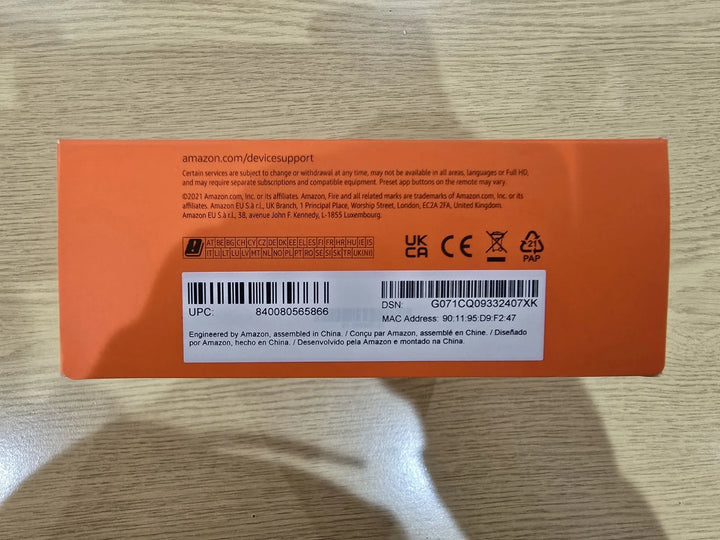 amazon.com/devicesupport
Certain services are subject to change or withdrawal at any time, may not be available in all areas, languages or Full HD,
and may require separate subscriptions and compatible equipment. Preset app buttons on the remote may vary.
©2021 Amazon.com, Inc. or its affiliates. Amazon, Fire and all related marks are trademarks of Amazon.com, Inc. or its
affiliates. Amazon EU S.à r.l., UK Branch, 1 Principal Place, Worship Street, London, EC2A 2FA, United Kingdom.
Amazon EU S.à r.l., 38, avenue John F. Kennedy, L-1855 Luxembourg.
AT BE BG CH CY CZ DE DK EE EL ES FI FR HR HU IE IS
IT LI LT LU LV MT NL NO PL PT RO SE SI SK TR UK(NI)
UK
CA
CE
21
PAP
UPC: 840080565866
DSN: G071CQ09332407XK
MAC Address: 90:11:95:D9:F2:47
Engineered by Amazon, assembled in China. / Conçu par Amazon, assemblé en Chine. / Diseñado
por Amazon, hecho en China. / Desenvolvido pela Amazon e montado na China.